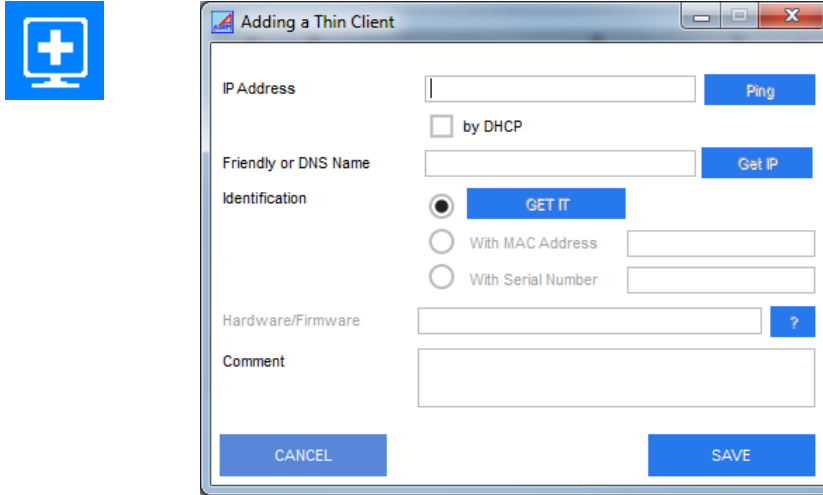 Adding a Thin Client
IP Address
Ping
by DHCP
Friendly or DNS Name
Get IP
Identification
GET IT
With MAC Address
With Serial Number
Hardware/Firmware
?
Comment
CANCEL
SAVE